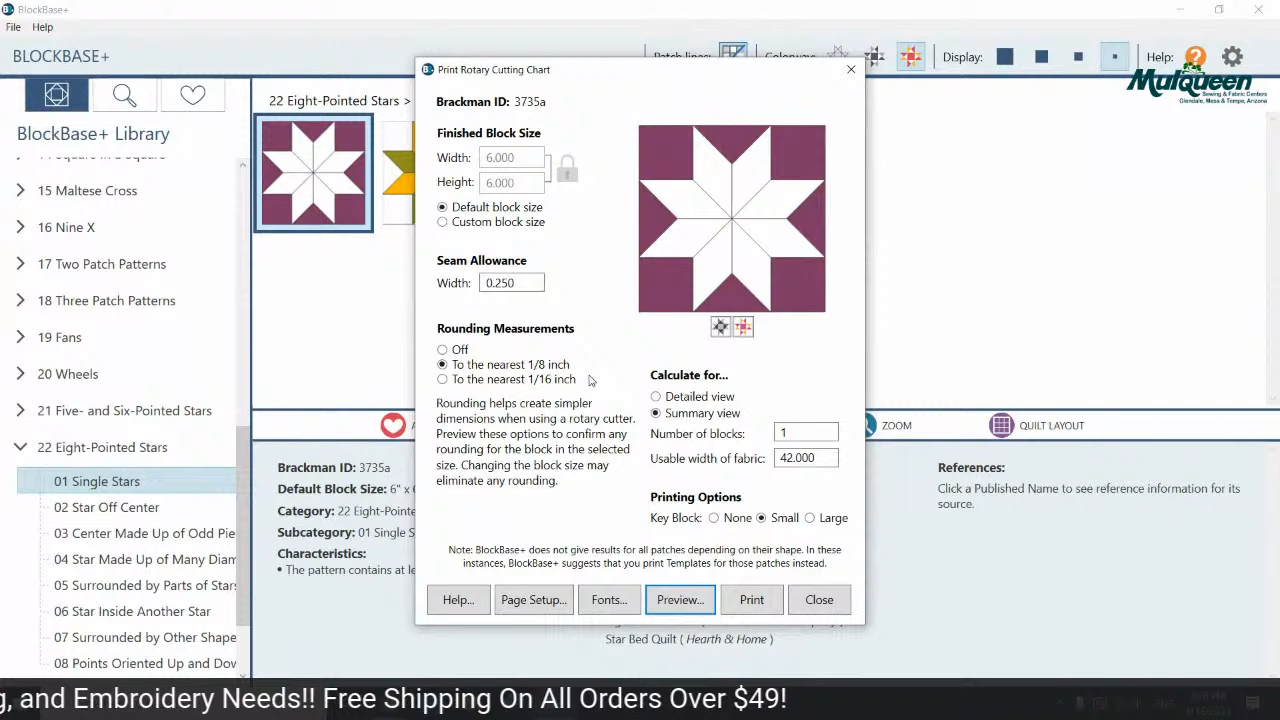 BlockBase+
File Help
BLOCKBASE+
Display:
Help:
Mulqueen
Sewing & Fabric Centers
Glendale, Mesa & Tempe, Arizona
BlockBase+ Library
15 Maltese Cross
16 Nine X
17 Two Patch Patterns
18 Three Patch Patterns
19 Fans
20 Wheels
21 Five- and Six-Pointed Stars
22 Eight-Pointed Stars
01 Single Stars
02 Star Off Center
03 Center Made Up of Odd Pie
04 Star Made Up of Many Diam
05 Surrounded by Parts of Stars
06 Star Inside Another Star
07 Surrounded by Other Shape
08 Points Oriented Up and Dow
22 Eight-Pointed Stars >
Print Rotary Cutting Chart
Brackman ID: 3735a
Finished Block Size
Width: 6.000
Height: 6.000
Default block size
Custom block size
Seam Allowance
Width: 0.250
Rounding Measurements
Off
To the nearest 1/8 inch
To the nearest 1/16 inch
Rounding helps create simpler
dimensions when using a rotary cutter.
Preview these options to confirm any
rounding for the block in the selected
size. Changing the block size may
eliminate any rounding.
Calculate for...
Detailed view
Summary view
Number of blocks: 1
Usable width of fabric: 42.000
Printing Options
Key Block: None Small Large
Note: BlockBase+ does not give results for all patches depending on their shape. In these
instances, BlockBase+ suggests that you print Templates for those patches instead.
Help... Page Setup... Fonts... Preview... Print Close
ZOOM
QUILT LAYOUT
Brackman ID: 3735a
Default Block Size: 6" x
Category: 22 Eight-Pointe
Subcategory: 01 Single S
Characteristics:
• The pattern contains at le
References:
Click a Published Name to see reference information for its
source.
Star Bed Quilt ( Hearth & Home )
g, and Embroidery Needs!! Free Shipping On All Orders Over $49!